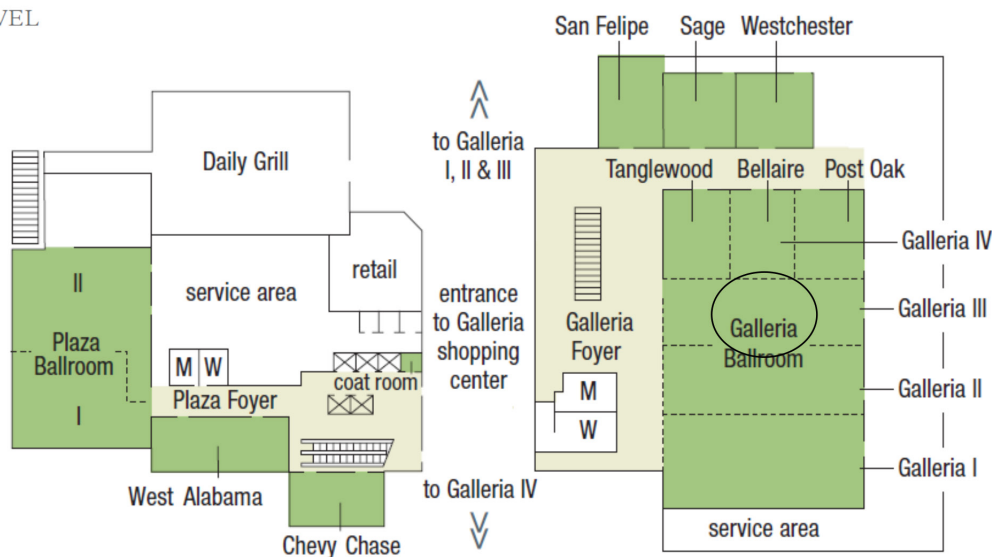 VEL
San Felipe
Sage
Westchester
Daily Grill
to Galleria
I, II & III
Tanglewood
Bellaire
Post Oak
Galleria IV
II
service area
retail
entrance
to Galleria
shopping
center
Galleria III
Galleria
Foyer
Galleria
Ballroom
Plaza
Ballroom
M
W
coat room
Plaza Foyer
M
W
Galleria II
I
to Galleria IV
Galleria I
West Alabama
service area
Chevy Chase